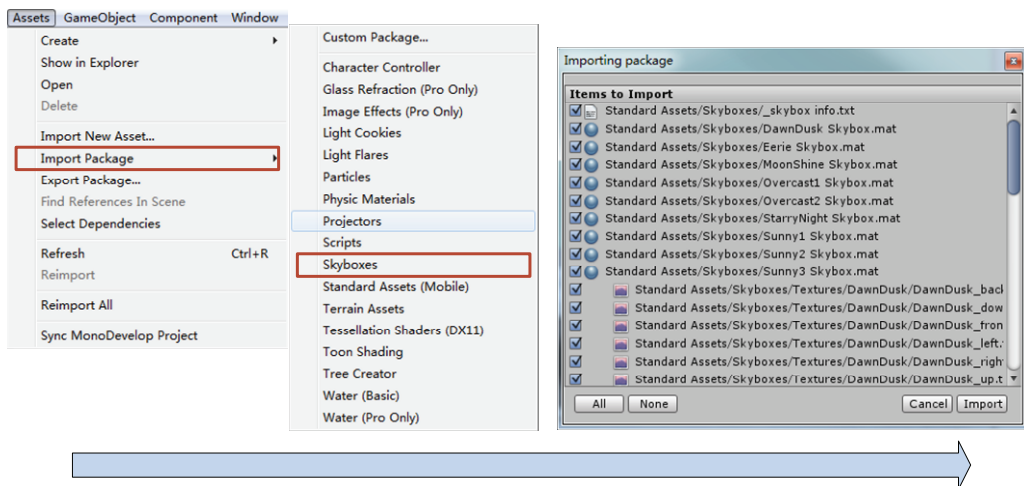 Assets GameObject Component Window
Create
Show in Explorer
Open
Delete
Import New Asset...
Import Package
Export Package...
Find References In Scene
Select Dependencies
Refresh Ctrl+R
Reimport
Reimport All
Sync MonoDevelop Project
Custom Package...
Character Controller
Glass Refraction (Pro Only)
Image Effects (Pro Only)
Light Cookies
Light Flares
Particles
Physic Materials
Projectors
Scripts
Skyboxes
Standard Assets (Mobile)
Terrain Assets
Tessellation Shaders (DX11)
Toon Shading
Tree Creator
Water (Basic)
Water (Pro Only)
Importing package
Items to Import
Standard Assets/Skyboxes/_skybox info.txt
Standard Assets/Skyboxes/DawnDusk Skybox.mat
Standard Assets/Skyboxes/Eerie Skybox.mat
Standard Assets/Skyboxes/MoonShine Skybox.mat
Standard Assets/Skyboxes/Overcast1 Skybox.mat
Standard Assets/Skyboxes/Overcast2 Skybox.mat
Standard Assets/Skyboxes/StarryNight Skybox.mat
Standard Assets/Skyboxes/Sunny1 Skybox.mat
Standard Assets/Skyboxes/Sunny2 Skybox.mat
Standard Assets/Skyboxes/Sunny3 Skybox.mat
Standard Assets/Skyboxes/Textures/DawnDusk/DawnDusk_back
Standard Assets/Skyboxes/Textures/DawnDusk/DawnDusk_dow
Standard Assets/Skyboxes/Textures/DawnDusk/DawnDusk_fron
Standard Assets/Skyboxes/Textures/DawnDusk/DawnDusk_left.
Standard Assets/Skyboxes/Textures/DawnDusk/DawnDusk_righ
Standard Assets/Skyboxes/Textures/DawnDusk/DawnDusk_up.t
All None Cancel Import